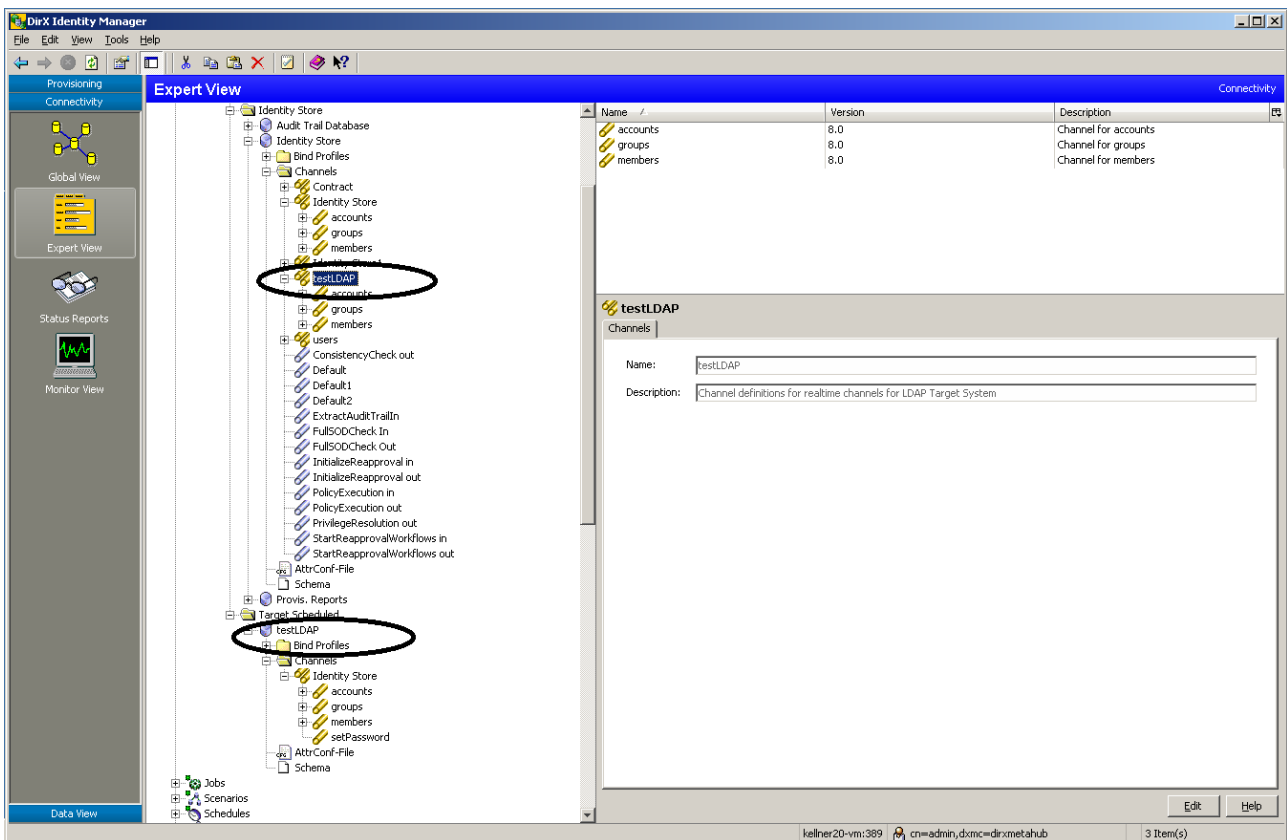 DirX Identity Manager
File Edit View Tools Help
Provisioning
Connectivity
Global View
Expert View
Status Reports
Monitor View
Data View
Expert View
Connectivity
Identity Store
Audit Trail Database
Identity Store
Bind Profiles
Channels
Contract
Identity Store
accounts
groups
members
Identity Store1
testLDAP
accounts
groups
members
users
ConsistencyCheck out
Default
Default1
Default2
ExtractAuditTrailIn
FullSODCheck In
FullSODCheck Out
InitializeReapproval in
InitializeReapproval out
PolicyExecution in
PolicyExecution out
PrivilegeResolution out
StartReapprovalWorkflows in
StartReapprovalWorkflows out
AttrConf-File
Schema
Provis. Reports
Target Scheduled
testLDAP
Bind Profiles
Channels
Identity Store
accounts
groups
members
setPassword
AttrConf-File
Schema
Jobs
Scenarios
Schedules
Name Version Description
accounts 8.0 Channel for accounts
groups 8.0 Channel for groups
members 8.0 Channel for members
testLDAP
Channels
Name: testLDAP
Description: Channel definitions for realtime channels for LDAP Target System
Edit Help
kellner20-vm:389 cn=admin,dxmc=dirxmetahub 3 Item(s)